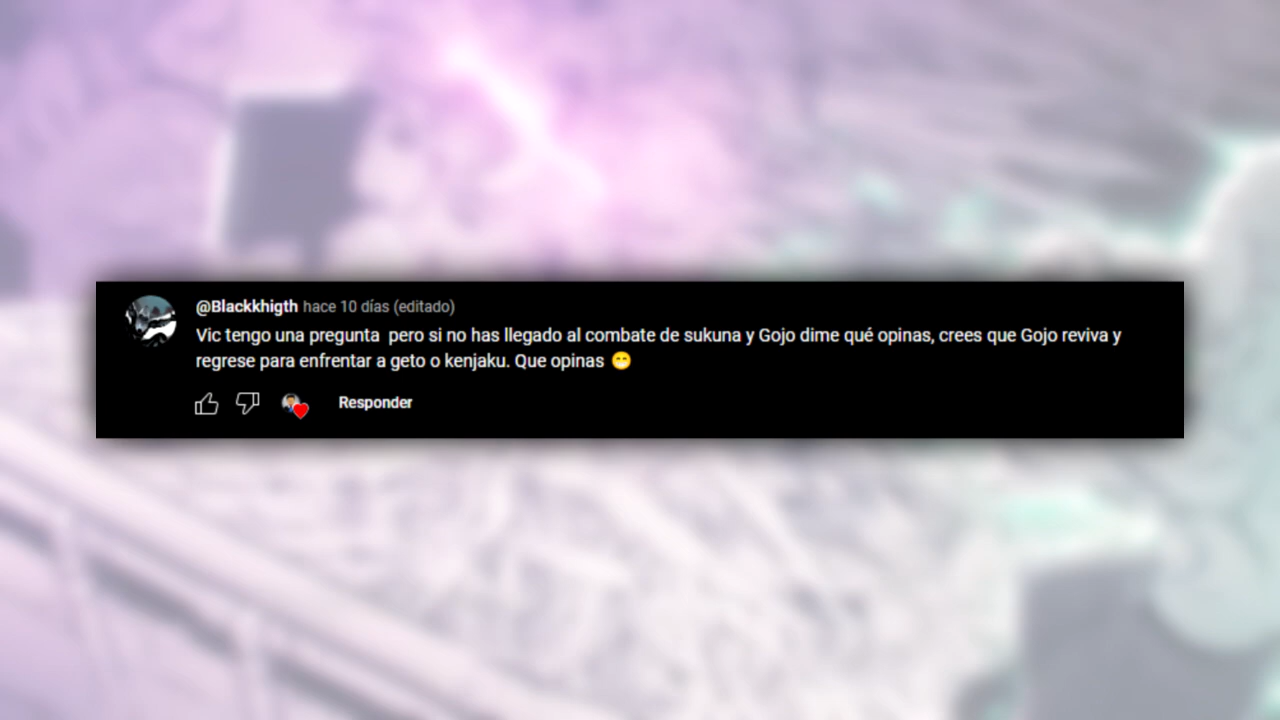 @Blackkhigth hace 10 días (editado)
Vic tengo una pregunta  pero si no has llegado al combate de sukuna y Gojo dime qué opinas, crees que Gojo reviva y
regrese para enfrentar a geto o kenjaku. Que opinas 😁
Responder